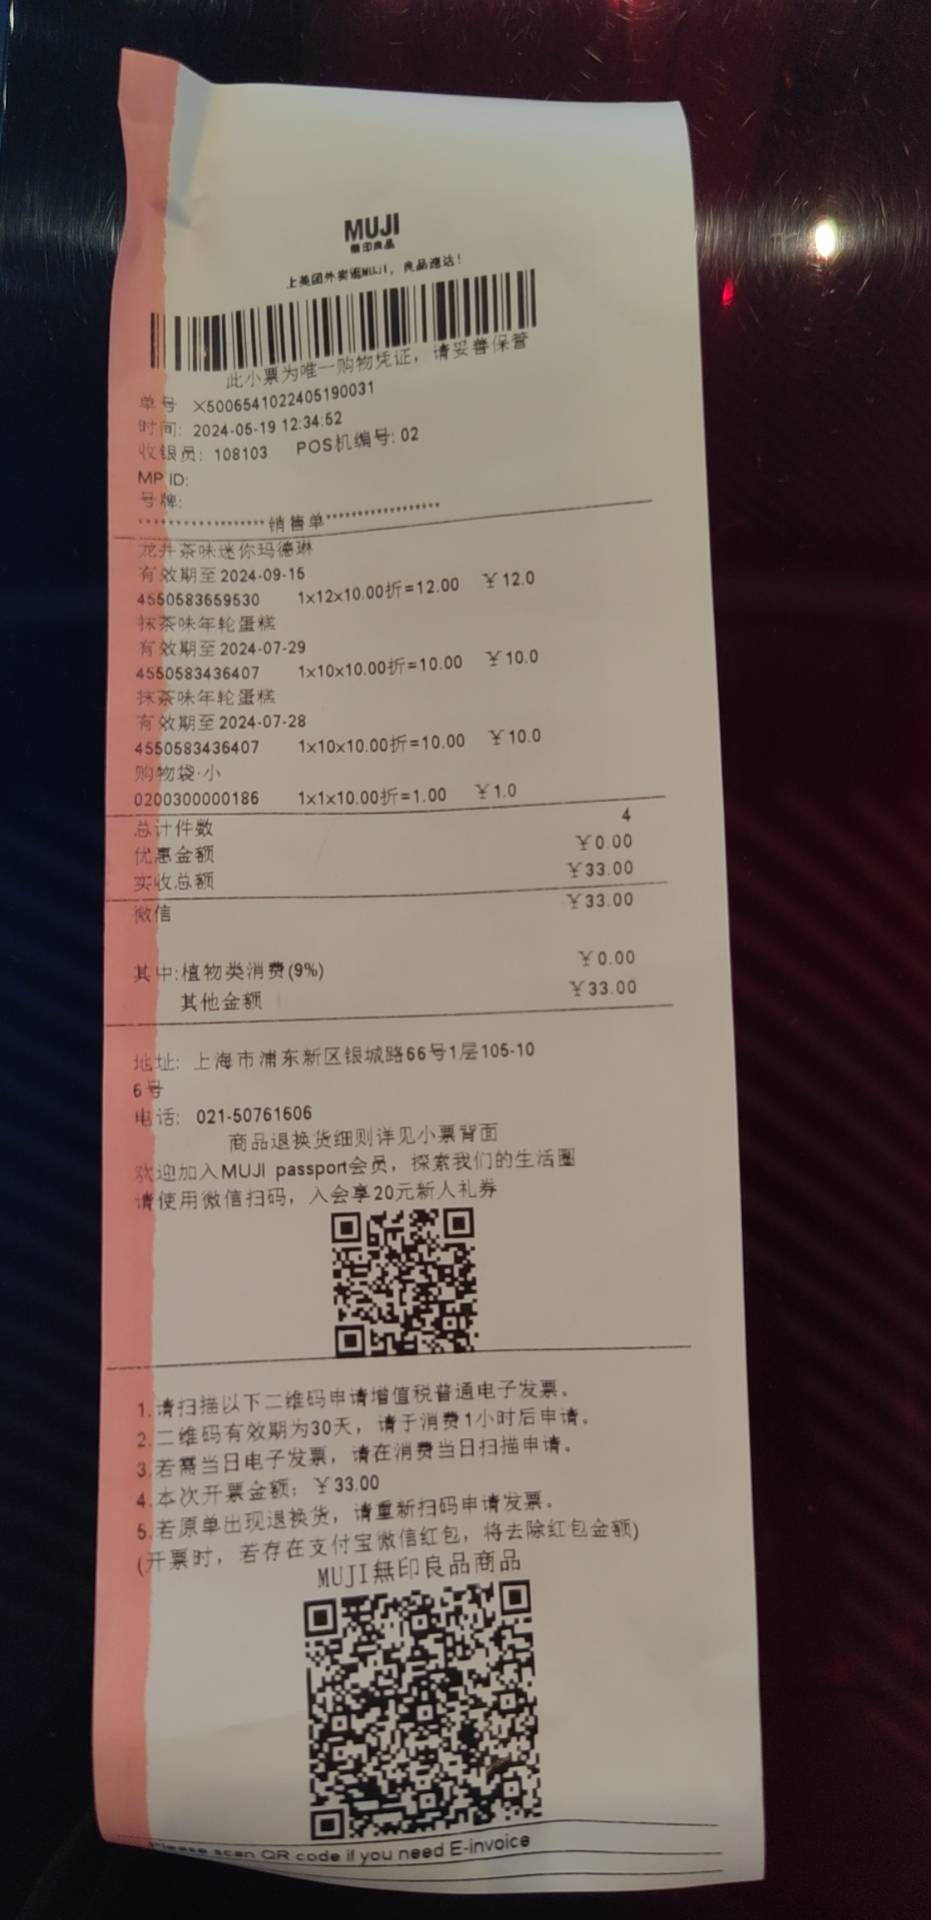 MUJI
無印良品
上美团外卖逛MUJI，良品速达！
此小票为唯一购物凭证，请妥善保管
单号 X5006541022405190031
时间: 2024-05-19 12:34:52
收银员: 108103 POS机编号: 02
MP ID:
号牌:
******************销售单******************
龙井茶味迷你玛德琳
有效期至2024-09-15
4550583659530 1x12x10.00折=12.00 ￥12.0
抹茶味年轮蛋糕
有效期至2024-07-29
4550583436407 1x10x10.00折=10.00 ￥10.0
抹茶味年轮蛋糕
有效期至2024-07-28
4550583436407 1x10x10.00折=10.00 ￥10.0
购物袋·小
0200300000186 1x1x10.00折=1.00 ￥1.0
总计件数 4
优惠金额 ￥0.00
实收总额 ￥33.00
微信 ￥33.00
其中:植物类消费(9%) ￥0.00
其他金额 ￥33.00
地址: 上海市浦东新区银城路66号1层105-10
6号
电话: 021-50761606
商品退换货细则详见小票背面
欢迎加入MUJI passport会员，探索我们的生活圈
请使用微信扫码，入会享20元新人礼券
1.请扫描以下二维码申请增值税普通电子发票。
2.二维码有效期为30天，请于消费1小时后申请。
3.若需当日电子发票，请在消费当日扫描申请。
4.本次开票金额: ￥33.00
5.若原单出现退换货，请重新扫码申请发票。
(开票时，若存在支付宝微信红包，将去除红包金额)
MUJI無印良品商品
Please scan QR code if you need E-invoice